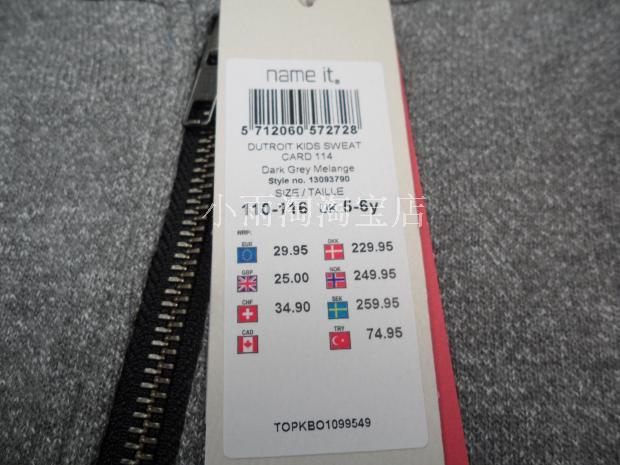 name it.
5 712060 572728
DUTROIT KIDS SWEAT
CARD 114
Dark Grey Melange
Style no. 13093790
SIZE / TAILLE
110-116 UK 5-6y
小雨淘宝店
RRP:
EUR 29.95 DKK 229.95
GBP 25.00 NOK 249.95
CHF 34.90 SEK 259.95
CAD TRY 74.95
TOPKBO1099549